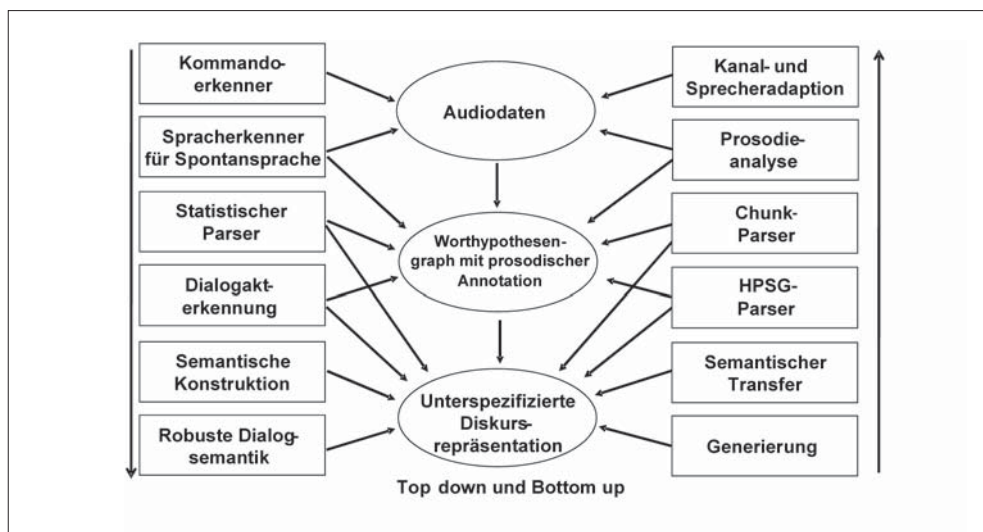 Kommando-
erkenner
Spracherkenner
für Spontansprache
Statistischer
Parser
Dialogakt-
erkennung
Semantische
Konstruktion
Robuste Dialog-
semantik
Audiodaten
Worthypothesen-
graph mit prosodischer
Annotation
Unterspezifizierte
Diskurs-
repräsentation
Kanal- und
Sprecheradaption
Prosodie-
analyse
Chunk-
Parser
HPSG-
Parser
Semantischer
Transfer
Generierung
Top down und Bottom up